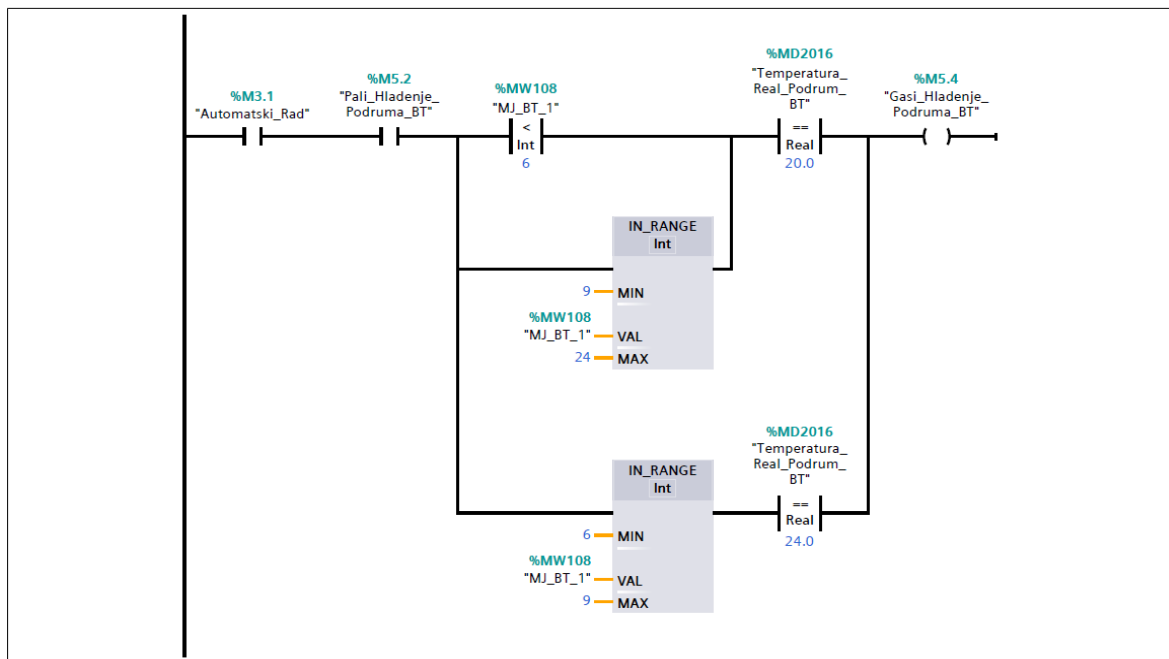 %M3.1
"Automatski_Rad"
%M5.2
"Pali_Hladenje_
Podruma_BT"
%MW108
"MJ_BT_1"
<
Int
6
%MD2016
"Temperatura_
Real_Podrum_
BT"
==
Real
20.0
%M5.4
"Gasi_Hladenje_
Podruma_BT"
IN_RANGE
Int
9 MIN
%MW108
"MJ_BT_1" VAL
24 MAX
IN_RANGE
Int
6 MIN
%MW108
"MJ_BT_1" VAL
9 MAX
%MD2016
"Temperatura_
Real_Podrum_
BT"
==
Real
24.0